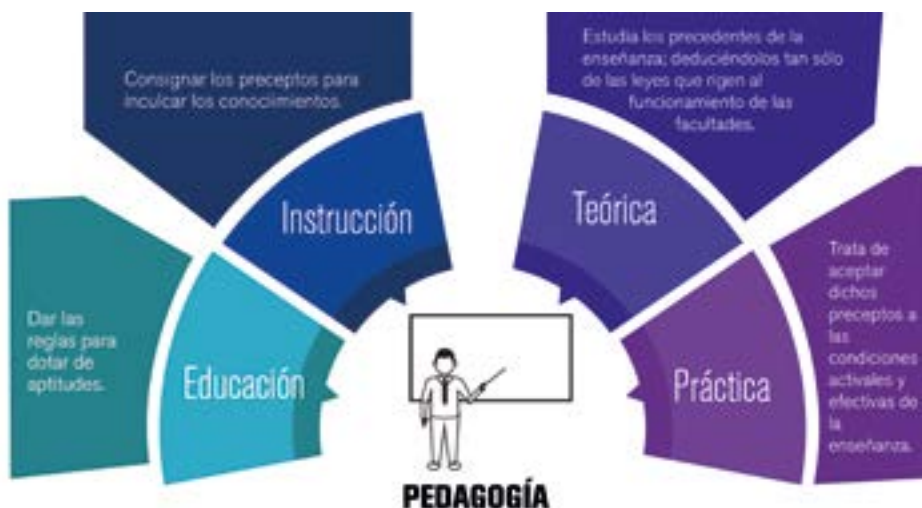 Consignar los preceptos para
inculcar los conocimientos.
Estudia los precedentes de la
enseñanza; deduciéndolos tan sólo
de las leyes que rigen al
funcionamiento de las
facultades.
Instrucción
Teórica
Dar las
reglas para
dotar de
aptitudes.
Educación
Práctica
Trata de
aceptar
dichos
preceptos a
las
condiciones
activales y
efectivas de
la
enseñanza.
PEDAGOGÍA